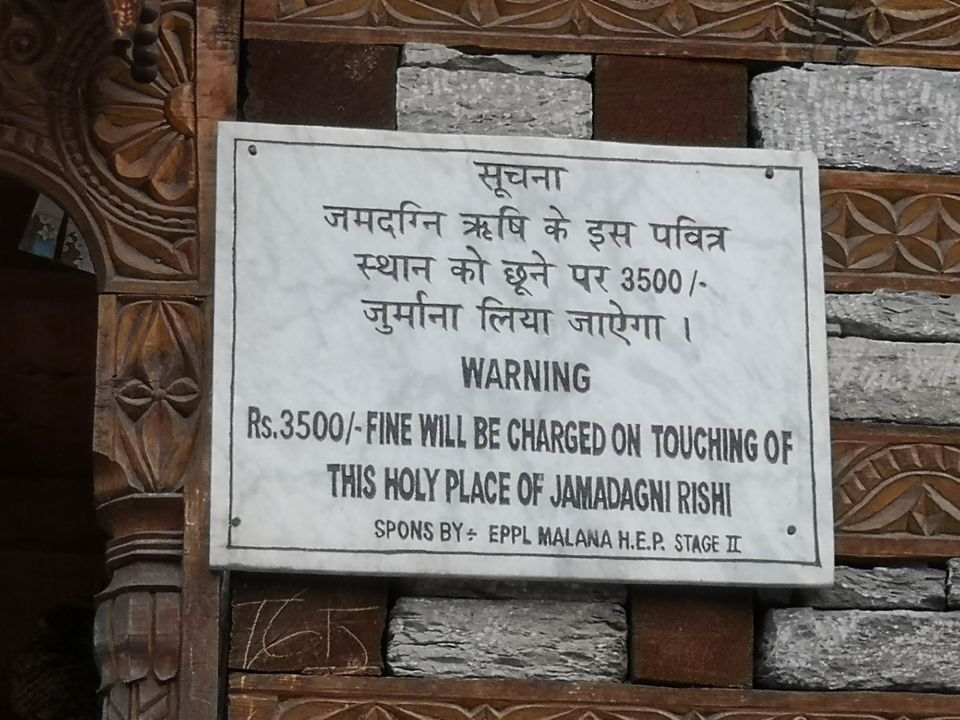 सूचना
जमदग्नि ऋषि के इस पवित्र
स्थान को छूने पर 3500/-
जुर्माना लिया जाऐगा ।
WARNING
Rs.3500/- FINE WILL BE CHARGED ON TOUCHING OF
THIS HOLY PLACE OF JAMADAGNI RISHI
SPONS BY÷ EPPL MALANA H.E.P. STAGE II